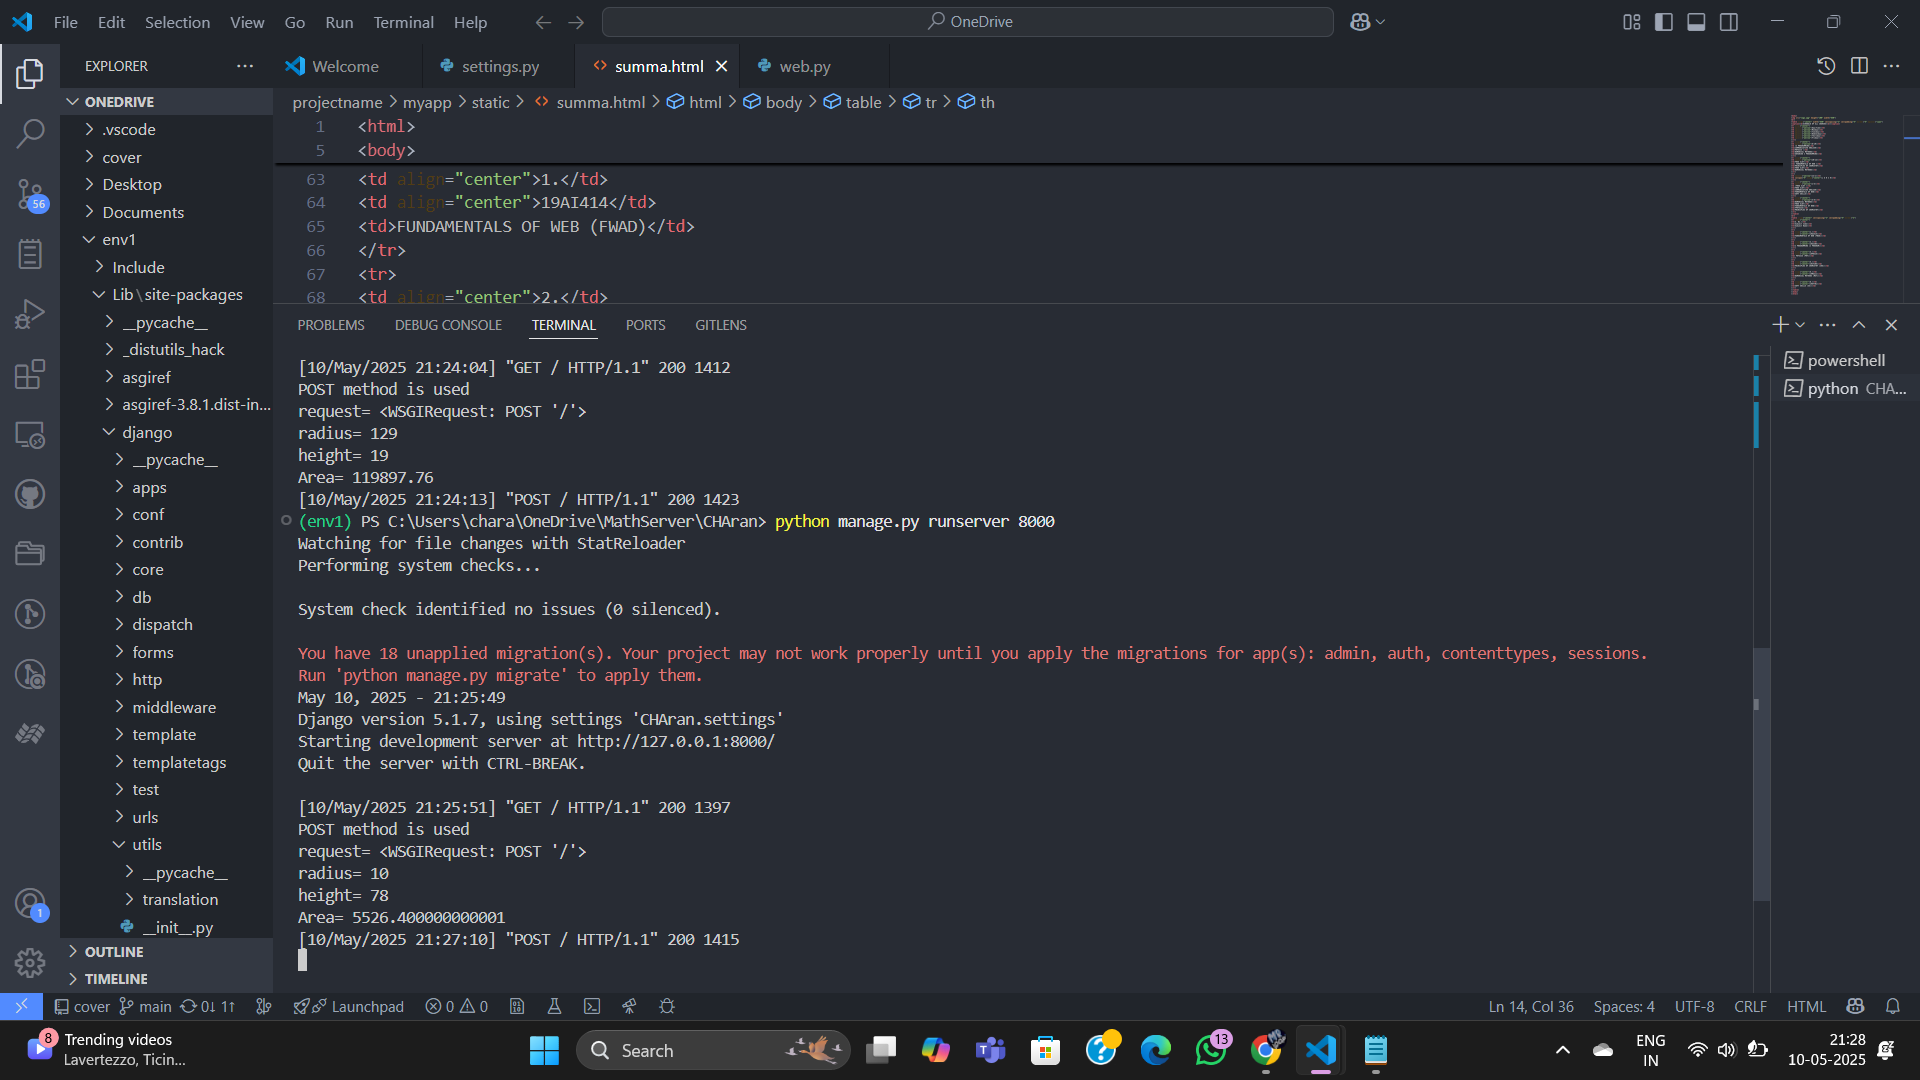 File Edit Selection View Go Run Terminal Help
OneDrive
EXPLORER
Welcome
settings.py
summa.html
web.py
projectname > myapp > static > summa.html > html > body > table > tr > th
ONEDRIVE
.vscode
cover
Desktop
Documents
env1
Include
Lib\site-packages
__pycache__
_distutils_hack
asgiref
asgiref-3.8.1.dist-in...
django
__pycache__
apps
conf
contrib
core
db
dispatch
forms
http
middleware
template
templatetags
test
urls
utils
__pycache__
translation
__init__.py
OUTLINE
TIMELINE
56
1
1 <html>
5 <body>
63 <td align="center">1.</td>
64 <td align="center">19AI414</td>
65 <td>FUNDAMENTALS OF WEB (FWAD)</td>
66 </tr>
67 <tr>
68 <td align="center">2.</td>
PROBLEMS DEBUG CONSOLE TERMINAL PORTS GITLENS
powershell
python CHA...
[10/May/2025 21:24:04] "GET / HTTP/1.1" 200 1412
POST method is used
request= <WSGIRequest: POST '/'>
radius= 129
height= 19
Area= 119897.76
[10/May/2025 21:24:13] "POST / HTTP/1.1" 200 1423
(env1) PS C:\Users\chara\OneDrive\MathServer\CHAran> python manage.py runserver 8000
Watching for file changes with StatReloader
Performing system checks...
System check identified no issues (0 silenced).
You have 18 unapplied migration(s). Your project may not work properly until you apply the migrations for app(s): admin, auth, contenttypes, sessions.
Run 'python manage.py migrate' to apply them.
May 10, 2025 - 21:25:49
Django version 5.1.7, using settings 'CHAran.settings'
Starting development server at http://127.0.0.1:8000/
Quit the server with CTRL-BREAK.
[10/May/2025 21:25:51] "GET / HTTP/1.1" 200 1397
POST method is used
request= <WSGIRequest: POST '/'>
radius= 10
height= 78
Area= 5526.400000000001
[10/May/2025 21:27:10] "POST / HTTP/1.1" 200 1415
cover main 0↓ 1↑ Launchpad 0 0
Ln 14, Col 36 Spaces: 4 UTF-8 CRLF HTML
8
Trending videos
Lavertezzo, Ticin...
Search
13
ENG
IN
21:28
10-05-2025